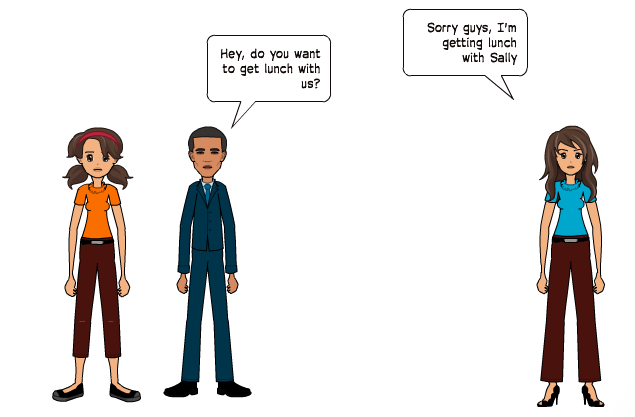 Hey, do you want
to get lunch with
us?
Sorry guys, I'm
getting lunch
with Sally